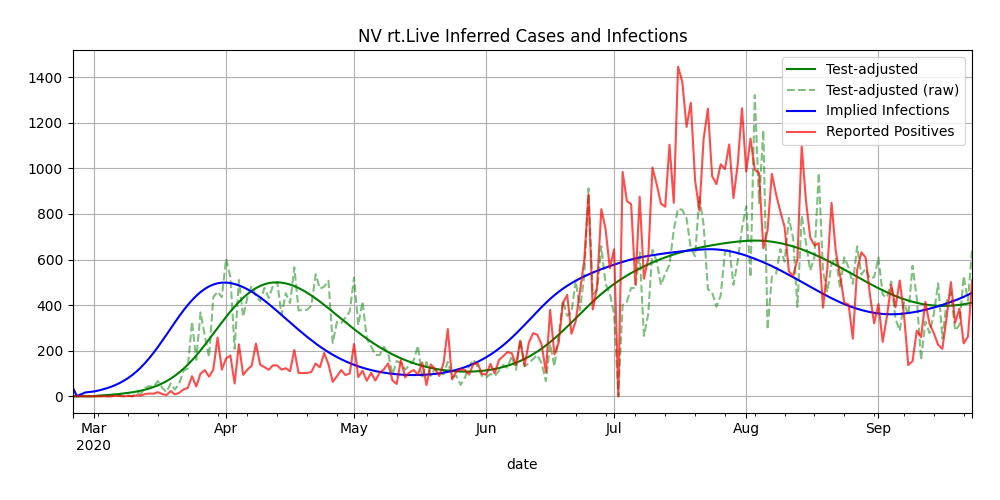 NV rt.Live Inferred Cases and Infections
Test-adjusted
Test-adjusted (raw)
Implied Infections
Reported Positives
1400
1200
1000
800
600
400
200
0
Mar Apr May Jun Jul Aug Sep
2020
date